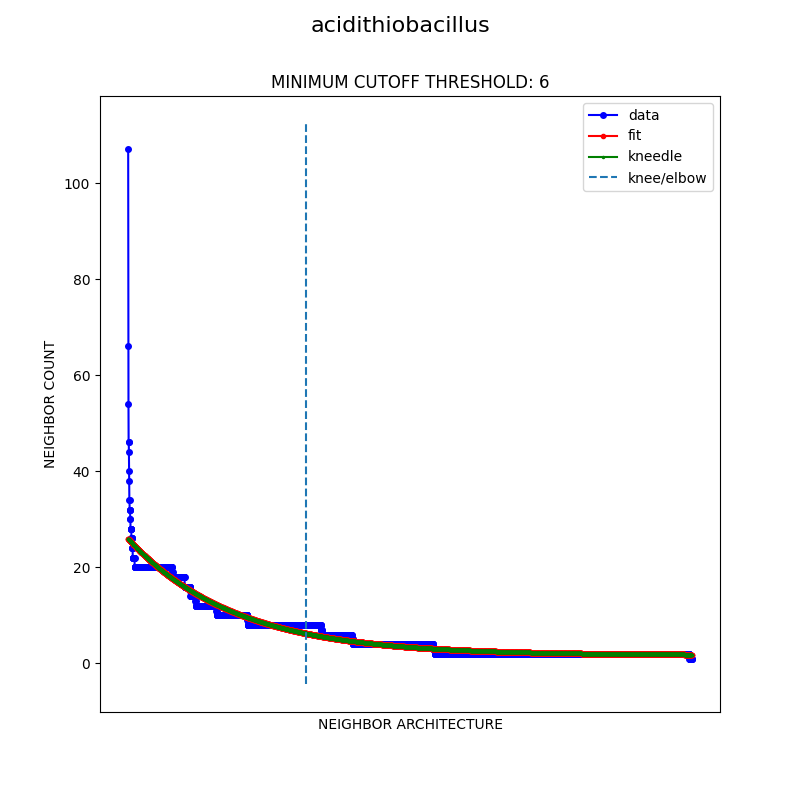 acidithiobacillus
MINIMUM CUTOFF THRESHOLD: 6
data
fit
kneedle
knee/elbow
100
80
60
40
20
0
NEIGHBOR COUNT
NEIGHBOR ARCHITECTURE